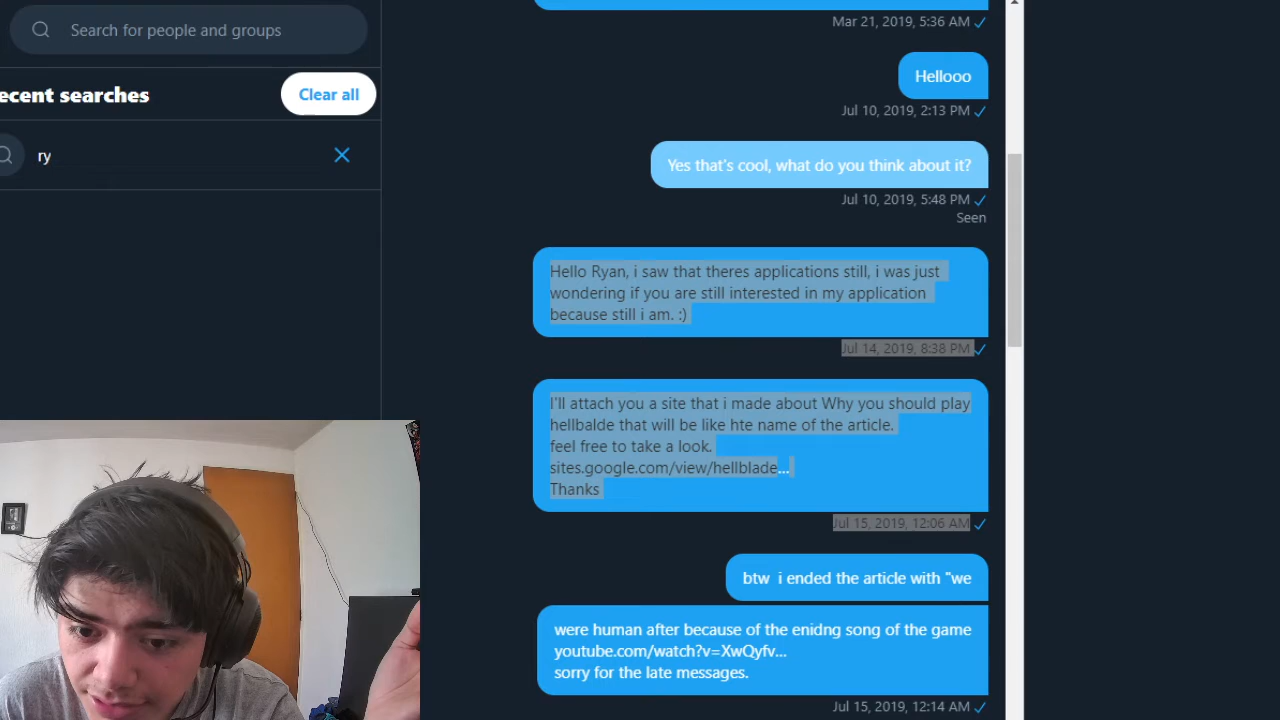 Search for people and groups
ecent searches
Clear all
ry
Mar 21, 2019, 5:36 AM
Hellooo
Jul 10, 2019, 2:13 PM
Yes that's cool, what do you think about it?
Jul 10, 2019, 5:48 PM
Seen
Hello Ryan, i saw that theres applications still, i was just
wondering if you are still interested in my application
because still i am. :)
Jul 14, 2019, 8:38 PM
I'll attach you a site that i made about Why you should play
hellbalde that will be like hte name of the article.
feel free to take a look.
sites.google.com/view/hellblade...
Thanks
Jul 15, 2019, 12:06 AM
btw i ended the article with "we
were human after because of the enidng song of the game
youtube.com/watch?v=XwQyfv...
sorry for the late messages.
Jul 15, 2019, 12:14 AM